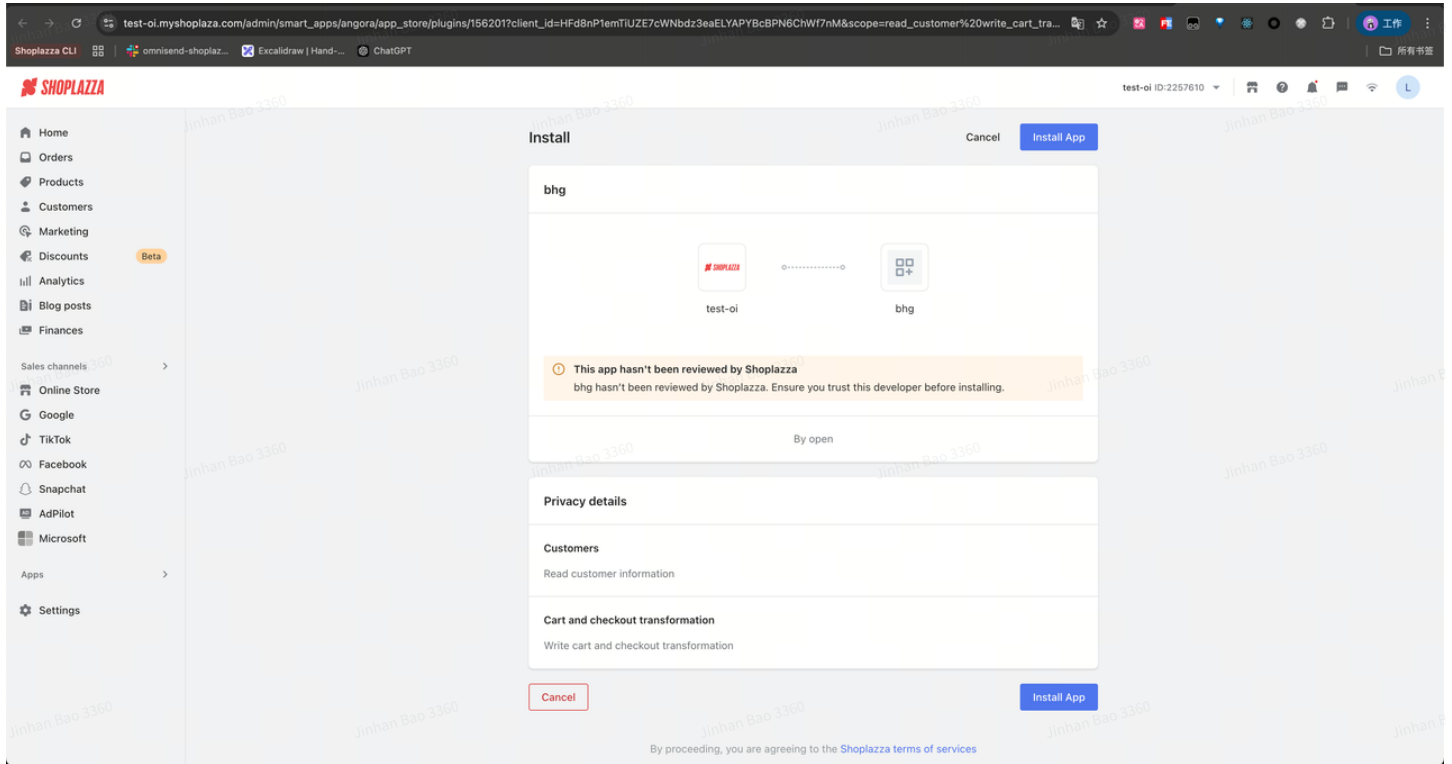 test-oi.myshoplaza.com/admin/smart_apps/angora/app_store/plugins/156201?client_id=HFd8nP1emTiUZE7cWNbdz3eaELYAPYBcBPN6ChWf7nM&scope=read_customer%20write_cart_tra...
工作
Shoplazza CLI
omnisend-shoplaz...
Excalidraw | Hand-...
ChatGPT
所有书签
SHOPLAZZA
test-oi ID:2257610
L
Home
Orders
Products
Customers
Marketing
Discounts
Beta
Analytics
Blog posts
Finances
Sales channels
Online Store
Google
TikTok
Facebook
Snapchat
AdPilot
Microsoft
Apps
Settings
Install
Cancel
Install App
bhg
SHOPLAZZA
test-oi
bhg
This app hasn't been reviewed by Shoplazza
bhg hasn't been reviewed by Shoplazza. Ensure you trust this developer before installing.
By open
Privacy details
Customers
Read customer information
Cart and checkout transformation
Write cart and checkout transformation
Cancel
Install App
By proceeding, you are agreeing to the Shoplazza terms of services
Jinhan Bao 3360